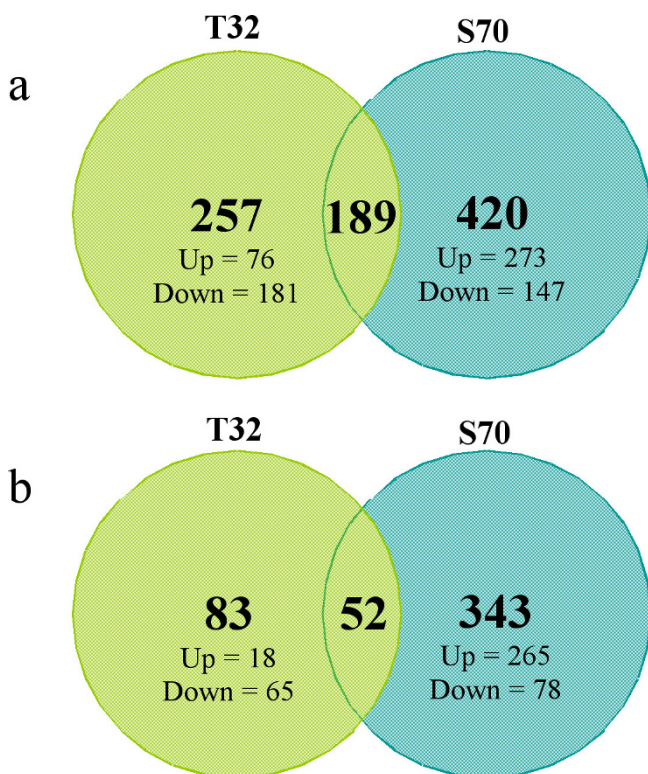 T32 S70
a
257 189 420
Up = 76 Up = 273
Down = 181 Down = 147
T32 S70
b
83 52 343
Up = 18 Up = 265
Down = 65 Down = 78